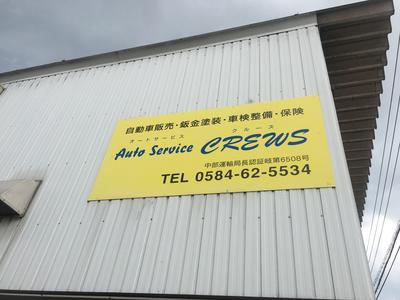 自動車販売・鈑金塗装・車検整備・保険
オートサービス クルーズ
Auto Service CREWS
中部運輸局長認証岐第6508号
TEL 0584-62-5534